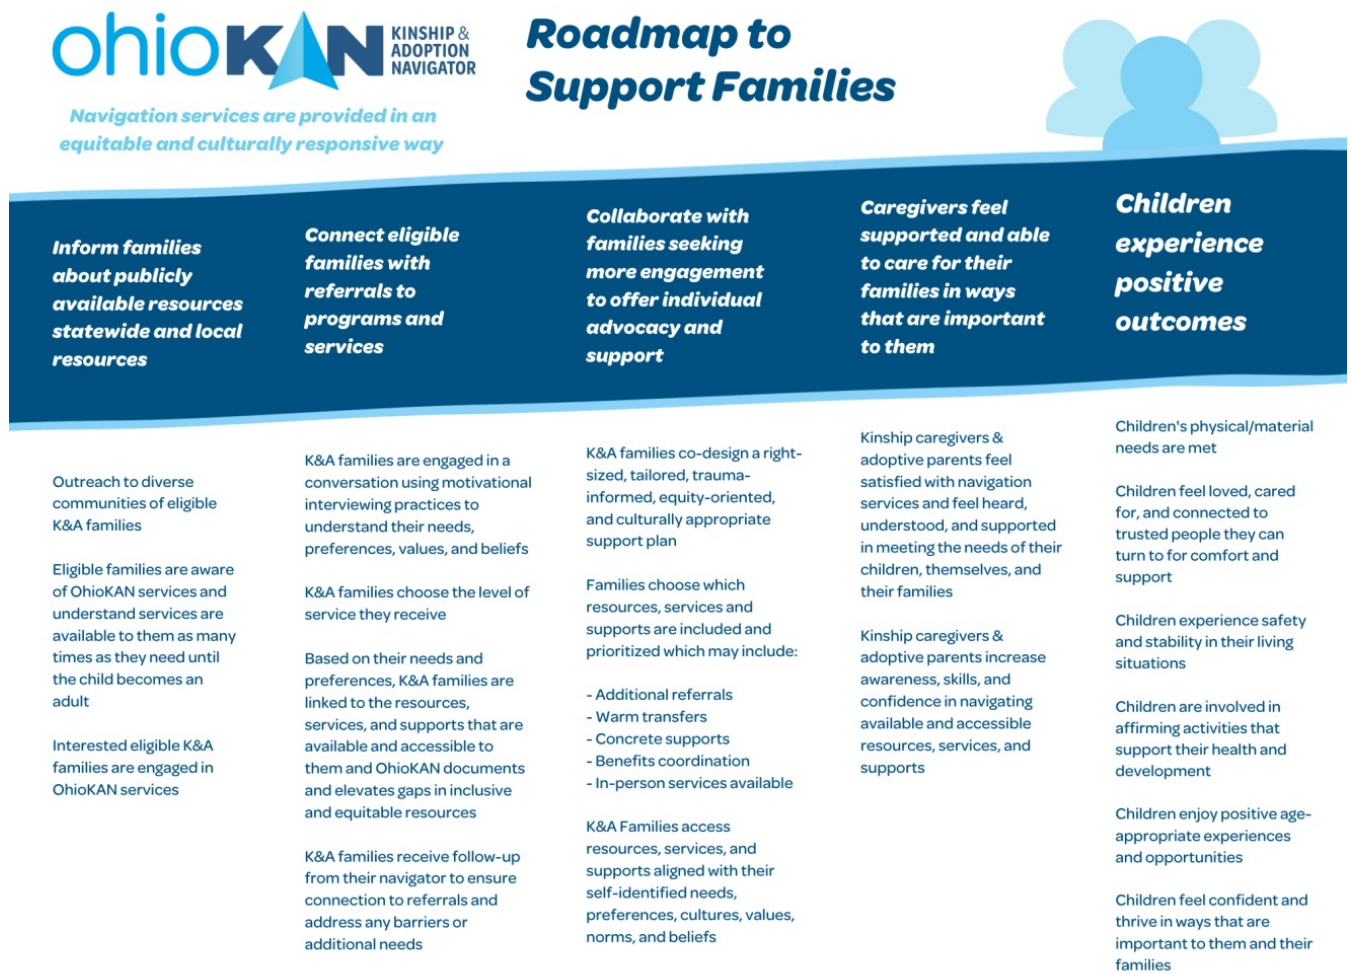 ohioKAN
KINSHIP &
ADOPTION
NAVIGATOR
Navigation services are provided in an
equitable and culturally responsive way
Roadmap to
Support Families
Inform families
about publicly
available resources
statewide and local
resources
Connect eligible
families with
referrals to
programs and
services
Collaborate with
families seeking
more engagement
to offer individual
advocacy and
support
Caregivers feel
supported and able
to care for their
families in ways
that are important
to them
Children
experience
positive
outcomes
Outreach to diverse
communities of eligible
K&A families
Eligible families are aware
of OhioKAN services and
understand services are
available to them as many
times as they need until
the child becomes an
adult
Interested eligible K&A
families are engaged in
OhioKAN services
K&A families are engaged in a
conversation using motivational
interviewing practices to
understand their needs,
preferences, values, and beliefs
K&A families choose the level of
service they receive
Based on their needs and
preferences, K&A families are
linked to the resources,
services, and supports that are
available and accessible to
them and OhioKAN documents
and elevates gaps in inclusive
and equitable resources
K&A families receive follow-up
from their navigator to ensure
connection to referrals and
address any barriers or
additional needs
K&A families co-design a right-
sized, tailored, trauma-
informed, equity-oriented,
and culturally appropriate
support plan
Families choose which
resources, services and
supports are included and
prioritized which may include:
- Additional referrals
- Warm transfers
- Concrete supports
- Benefits coordination
- In-person services available
K&A Families access
resources, services, and
supports aligned with their
self-identified needs,
preferences, cultures, values,
norms, and beliefs
Kinship caregivers &
adoptive parents feel
satisfied with navigation
services and feel heard,
understood, and supported
in meeting the needs of their
children, themselves, and
their families
Kinship caregivers &
adoptive parents increase
awareness, skills, and
confidence in navigating
available and accessible
resources, services, and
supports
Children's physical/material
needs are met
Children feel loved, cared
for, and connected to
trusted people they can
turn to for comfort and
support
Children experience safety
and stability in their living
situations
Children are involved in
affirming activities that
support their health and
development
Children enjoy positive age-
appropriate experiences
and opportunities
Children feel confident and
thrive in ways that are
important to them and their
families